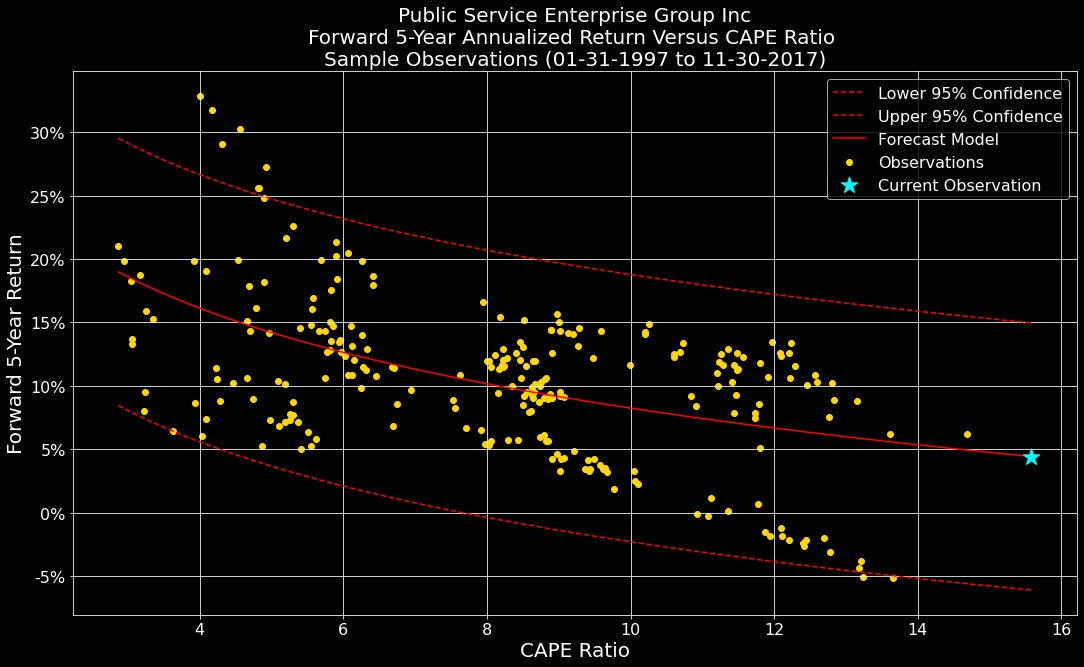 Public Service Enterprise Group Inc
Forward 5-Year Annualized Return Versus CAPE Ratio
Sample Observations (01-31-1997 to 11-30-2017)
Lower 95% Confidence
Upper 95% Confidence
Forecast Model
Observations
Current Observation
Forward 5-Year Return
30%
25%
20%
15%
10%
5%
0%
-5%
4 6 8 10 12 14 16
CAPE Ratio